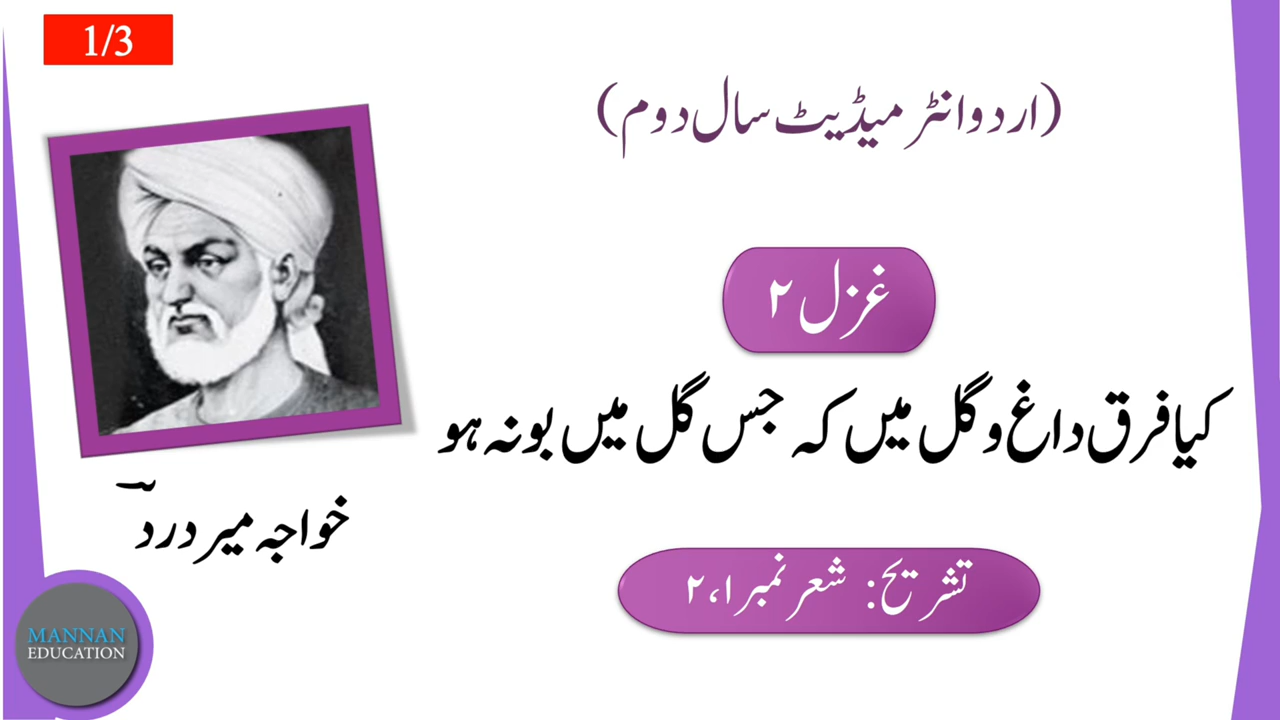 1/3
(اردو انٹر میڈیٹ سال دوم)
غزل ۲
کیا فرق داغ و گل میں کہ جس گل میں بو نہ ہو
خواجہ میر دردؔ
تشریح: شعر نمبر ۱،۲
MANNAN
EDUCATION